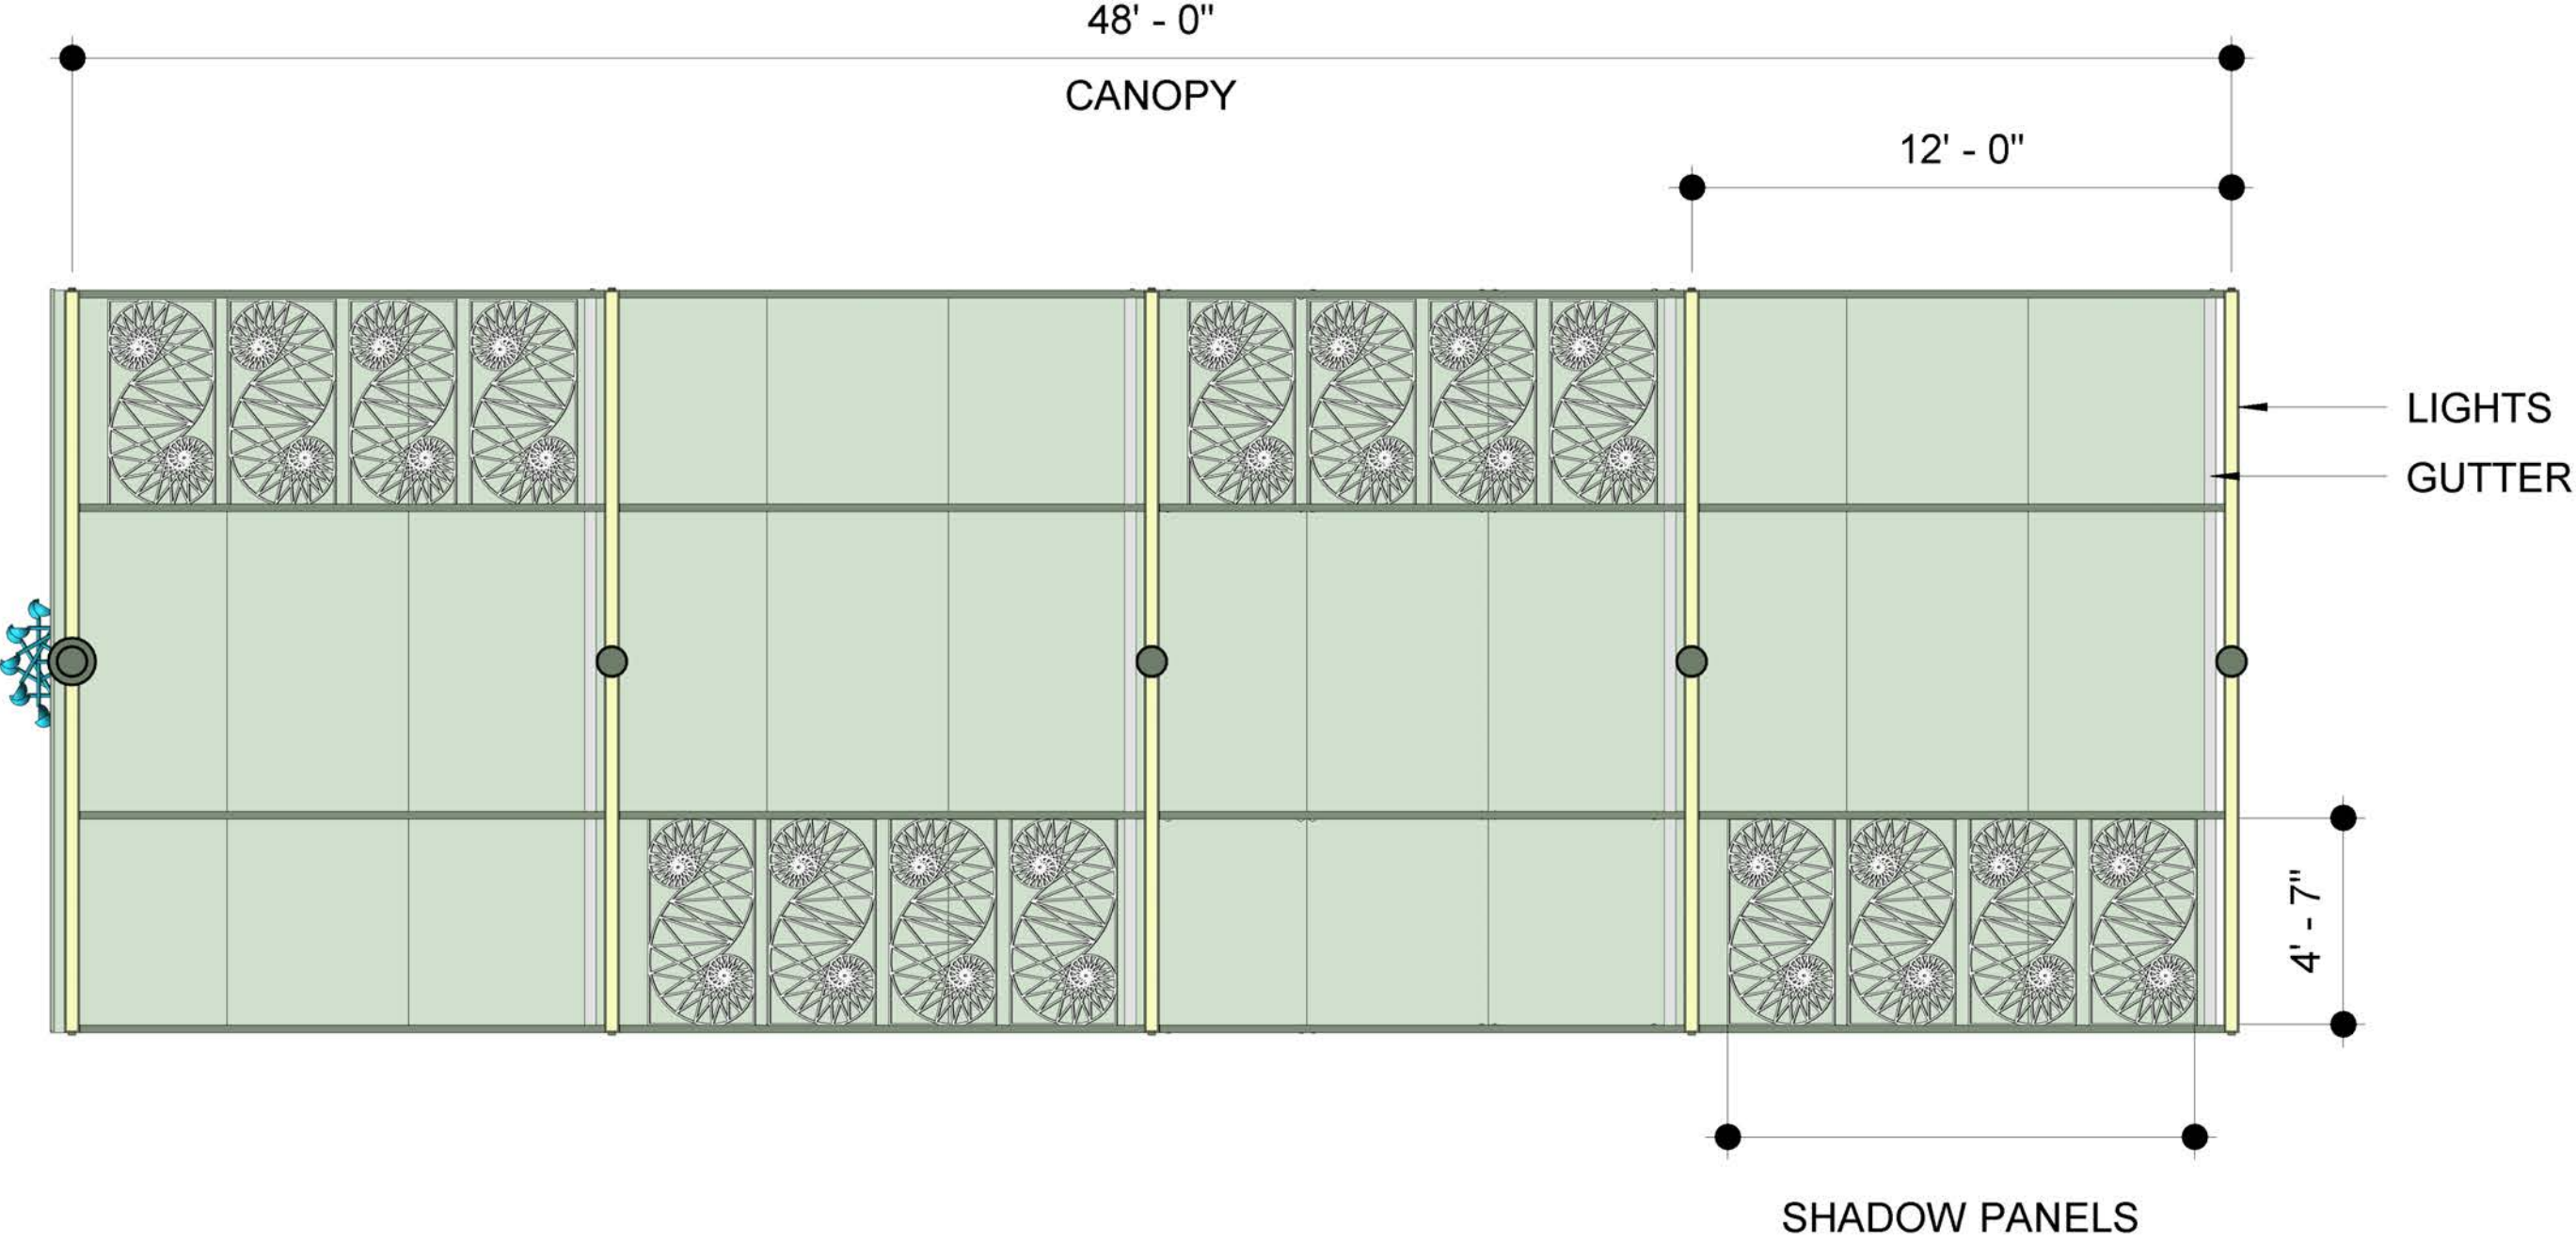 48' - 0"
CANOPY
12' - 0"
LIGHTS
GUTTER
4' - 7"
SHADOW PANELS